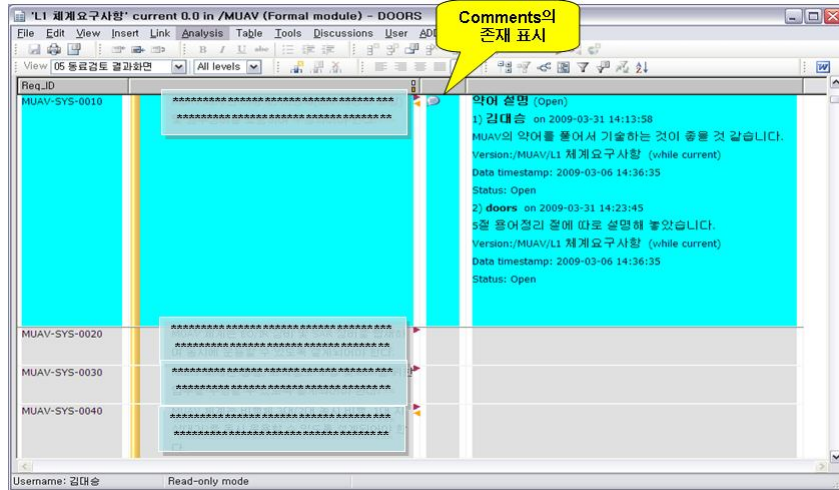 'L1 체계요구사항' current 0.0 in /MUAV (Formal module) - DOORS
Comments의
존재 표시
File Edit View Insert Link Analysis Table Tools Discussions User
View 05 동료검토 결과화면 All levels
Req_ID
MUAV-SYS-0010
************************************
***********************************
약어 설명 (Open)
1) 김대승 on 2009-03-31 14:13:58
MUAV의 약어를 풀어서 기술하는 것이 좋을 것 같습니다.
Version:/MUAV/L1 체계요구사항 (while current)
Data timestamp: 2009-03-06 14:36:35
Status: Open
2) doors on 2009-03-31 14:23:45
5절 용어정리 절에 따로 설명해 놓았습니다.
Version:/MUAV/L1 체계요구사항 (while current)
Data timestamp: 2009-03-06 14:36:35
Status: Open
MUAV-SYS-0020
************************************
***********************************
MUAV-SYS-0030
************************************
***********************************
MUAV-SYS-0040
************************************
***********************************
Username: 김대승 Read-only mode